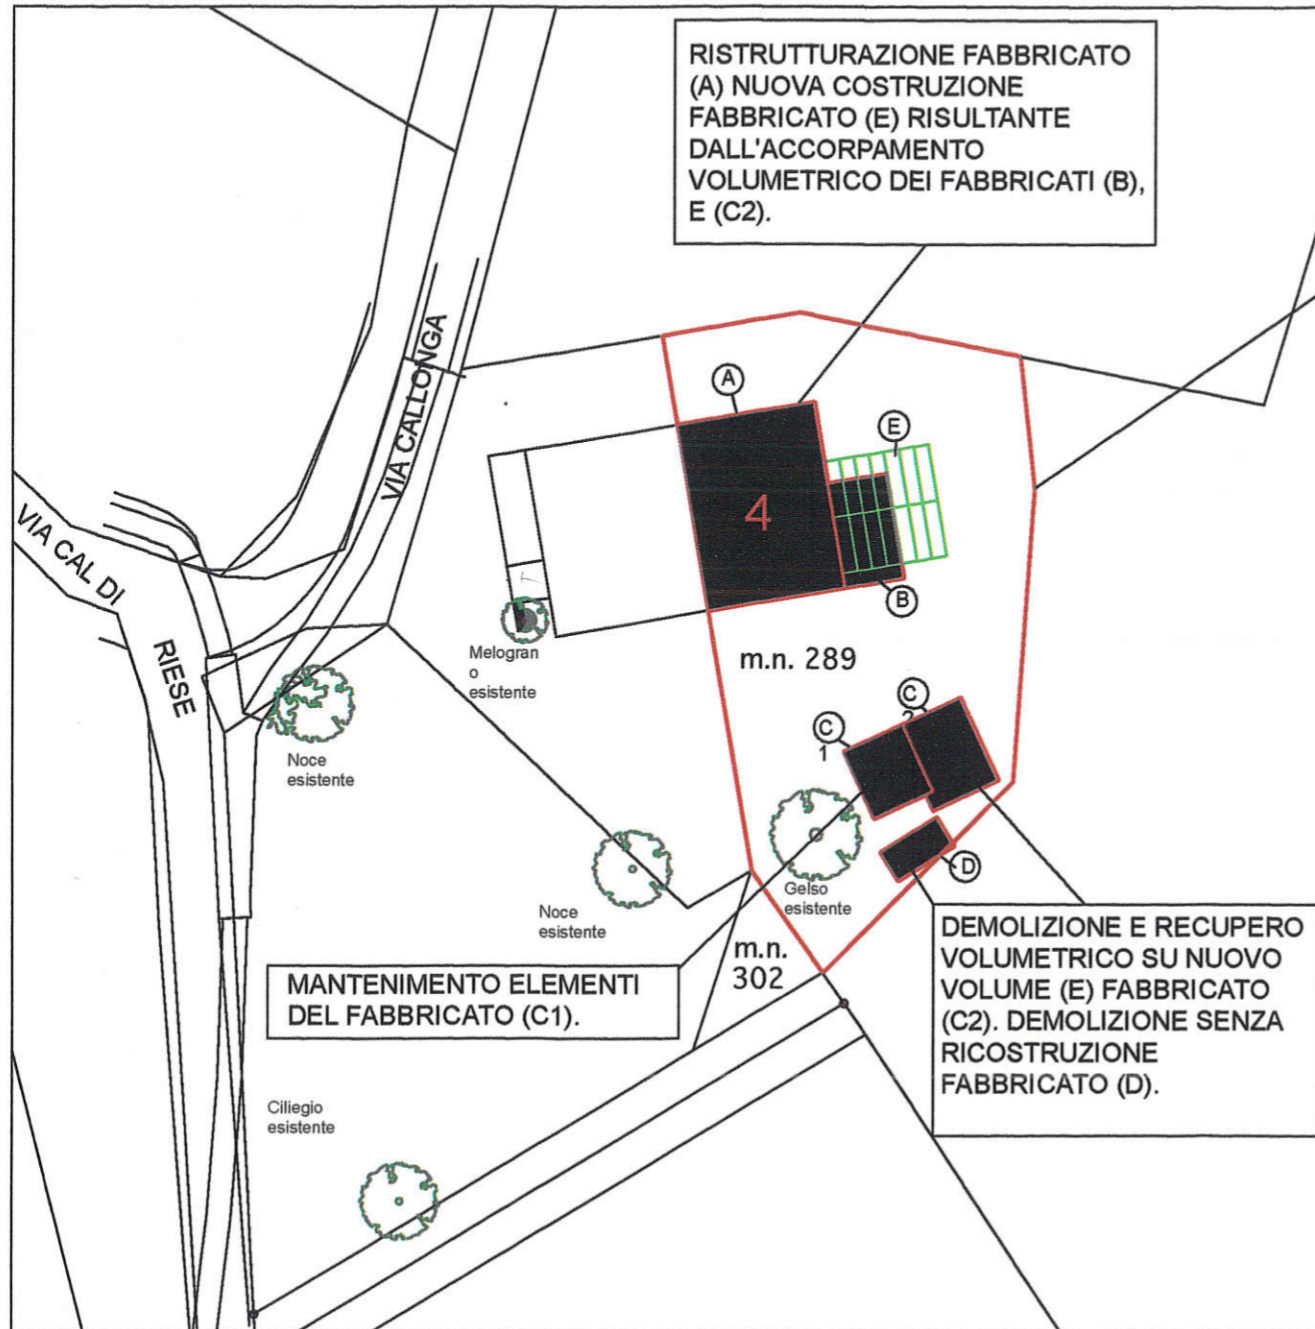 RISTRUTTURAZIONE FABBRICATO
(A) NUOVA COSTRUZIONE
FABBRICATO (E) RISULTANTE
DALL'ACCORPAMENTO
VOLUMETRICO DEI FABBRICATI (B),
E (C2).
VIA CALLONGA
A
E
4
VIA CAL DI
RIESE
B
Melogran
o
esistente
m.n. 289
C
2
C
1
Noce
esistente
D
Gelso
esistente
Noce
esistente
m.n.
302
MANTENIMENTO ELEMENTI
DEL FABBRICATO (C1).
DEMOLIZIONE E RECUPERO
VOLUMETRICO SU NUOVO
VOLUME (E) FABBRICATO
(C2). DEMOLIZIONE SENZA
RICOSTRUZIONE
FABBRICATO (D).
Ciliegio
esistente